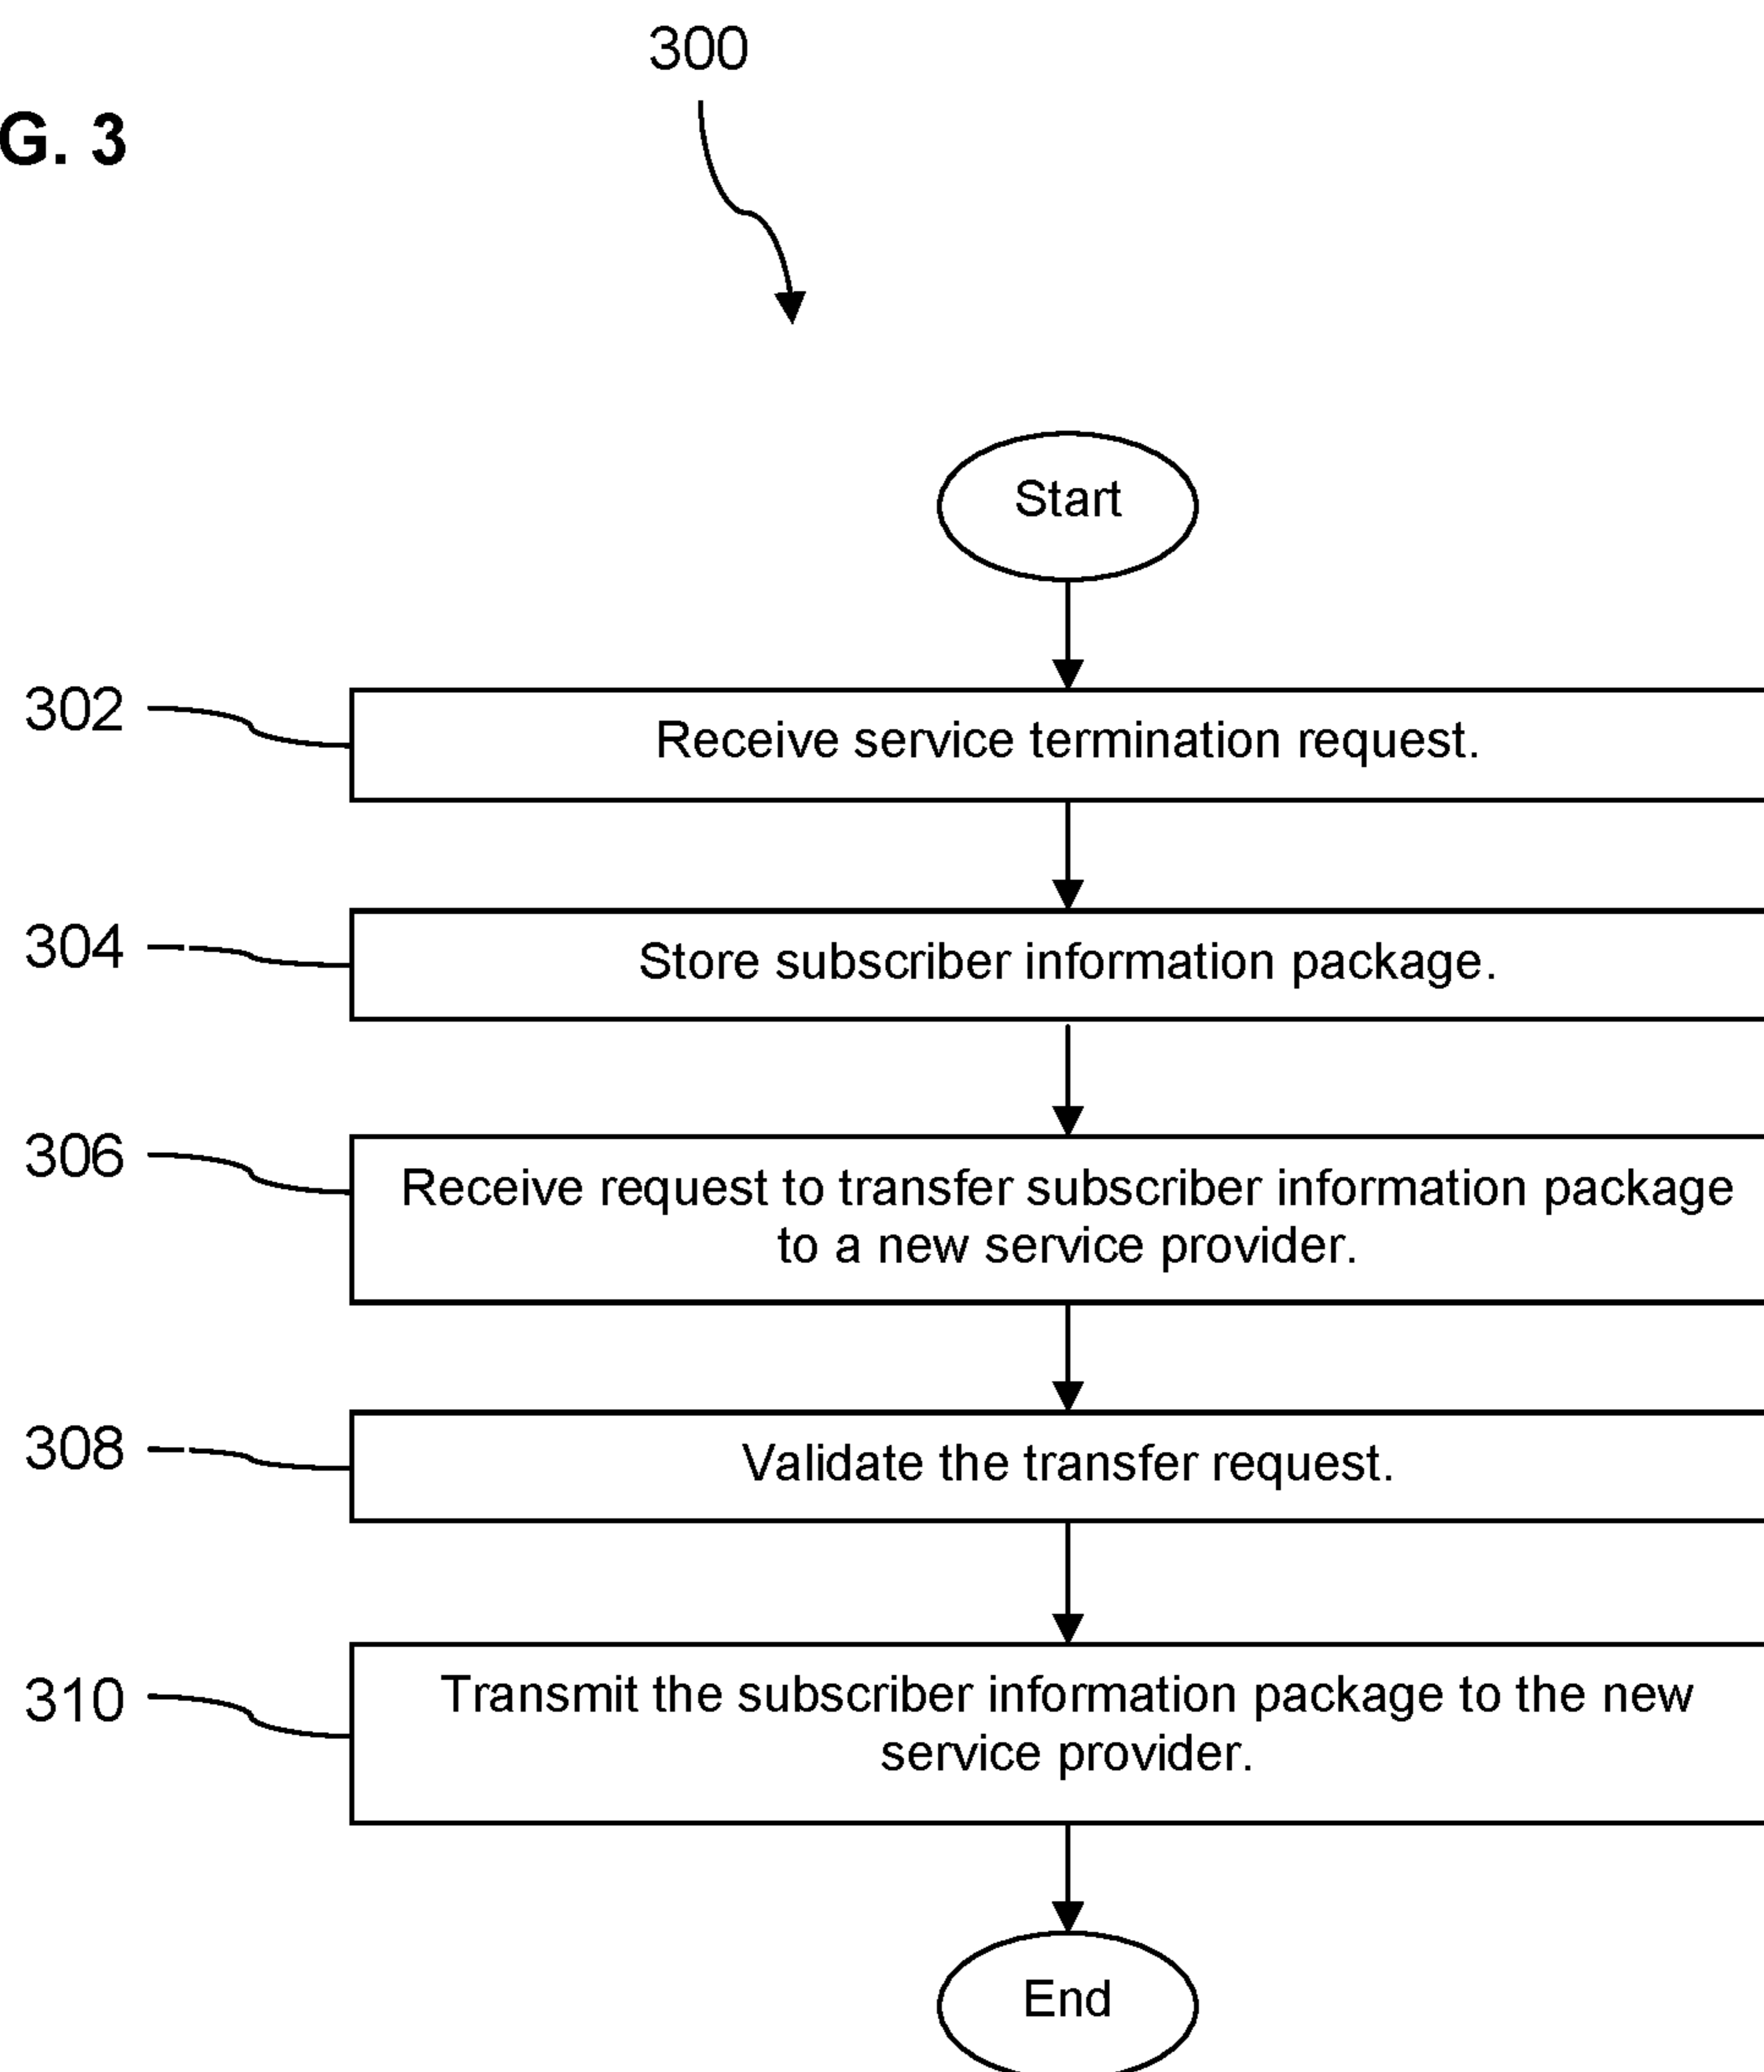 300
G. 3
Start
302
Receive service termination request.
304
Store subscriber information package.
306
Receive request to transfer subscriber information package
to a new service provider.
308
Validate the transfer request.
310
Transmit the subscriber information package to the new
service provider.
End